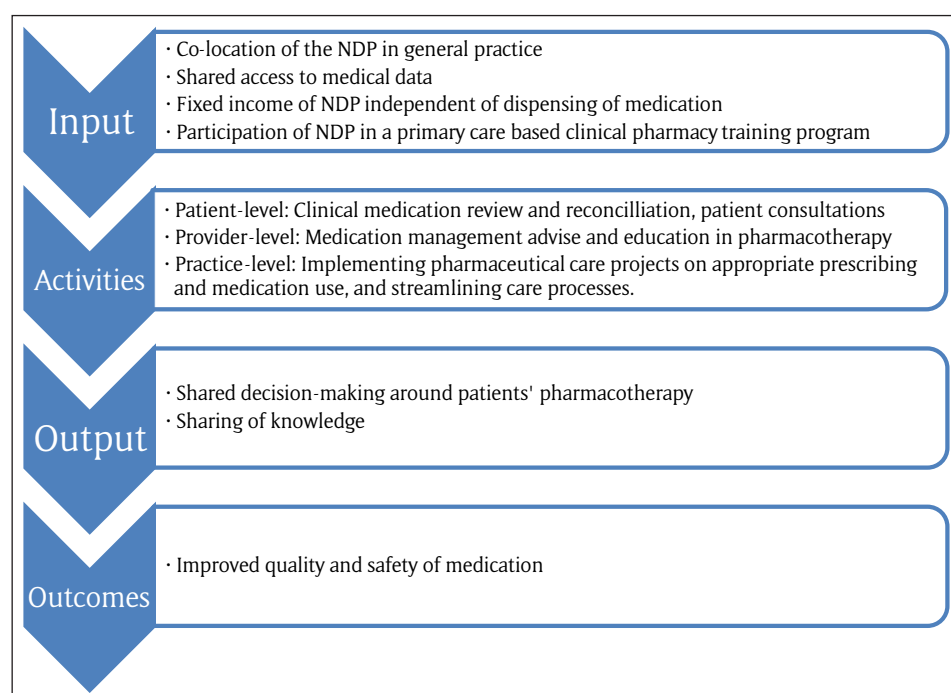 Input
· Co-location of the NDP in general practice
· Shared access to medical data
· Fixed income of NDP independent of dispensing of medication
· Participation of NDP in a primary care based clinical pharmacy training program
Activities
· Patient-level: Clinical medication review and reconcilliation, patient consultations
· Provider-level: Medication management advise and education in pharmacotherapy
· Practice-level: Implementing pharmaceutical care projects on appropriate prescribing
and medication use, and streamlining care processes.
Output
· Shared decision-making around patients' pharmacotherapy
· Sharing of knowledge
Outcomes
· Improved quality and safety of medication